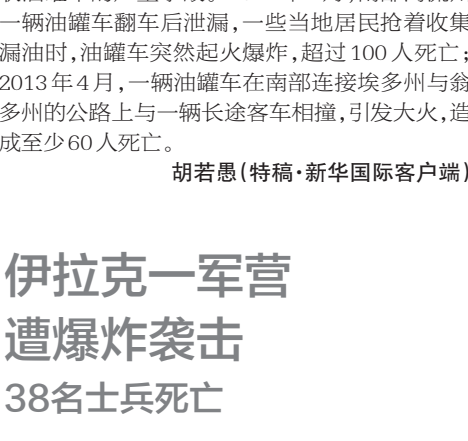 一辆油罐车翻车后泄漏，一些当地居民抢着收集
漏油时，油罐车突然起火爆炸，超过100人死亡；
2013年4月，一辆油罐车在南部连接埃多州与翁
多州的公路上与一辆长途客车相撞，引发大火，造
成至少60人死亡。
胡若愚（特稿·新华国际客户端）
伊拉克一军营
遭爆炸袭击
38名士兵死亡